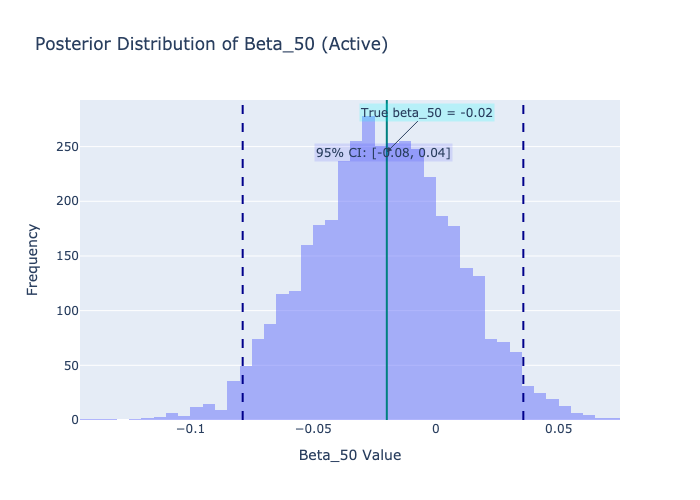 Posterior Distribution of Beta_50 (Active)
True beta_50 = -0.02
95% CI: [-0.08, 0.04]
250
200
150
100
50
0
Frequency
−0.1
−0.05
0
0.05
Beta_50 Value